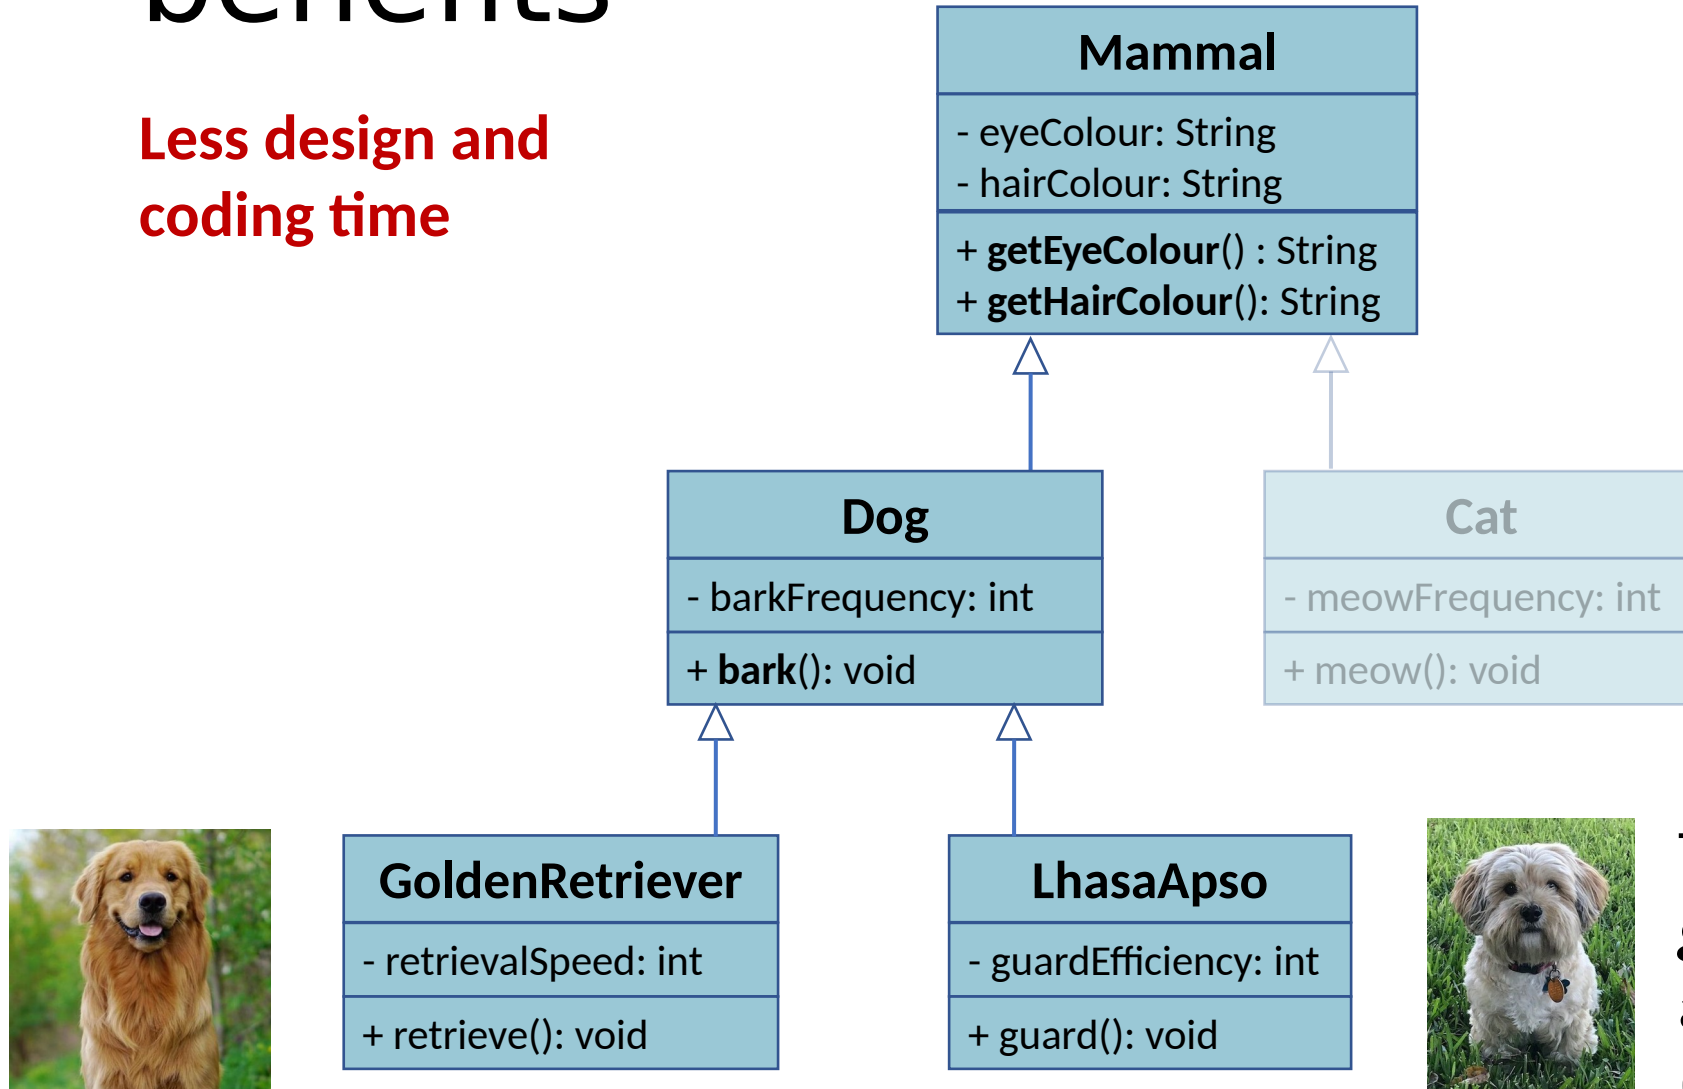 benefits
Less design and
coding time
Mammal
- eyeColour: String
- hairColour: String
+ getEyeColour() : String
+ getHairColour(): String
Dog
- barkFrequency: int
+ bark(): void
Cat
- meowFrequency: int
+ meow(): void
GoldenRetriever
- retrievalSpeed: int
+ retrieve(): void
LhasaApso
- guardEfficiency: int
+ guard(): void